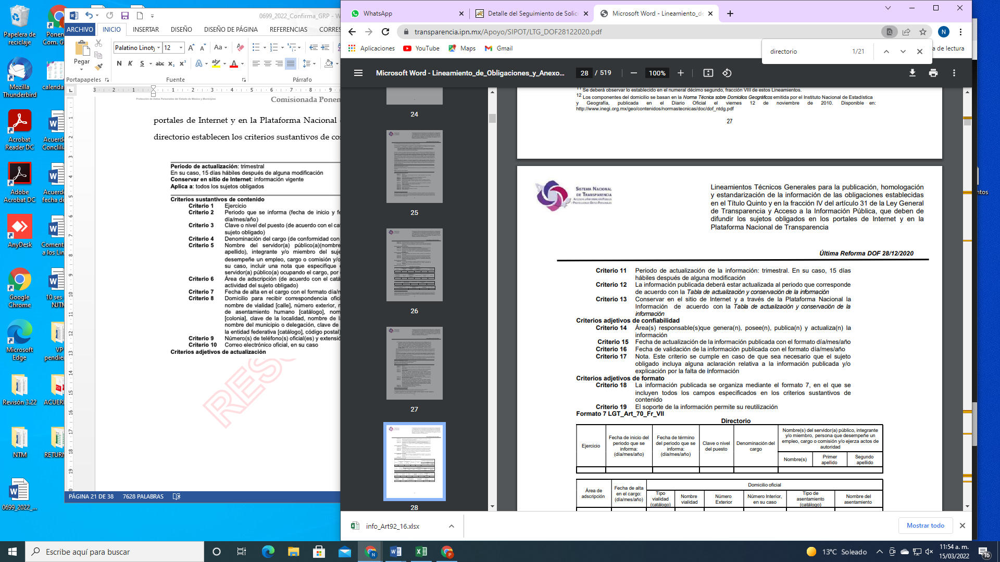 Papelera de
reciclaje
Ponen
Com. G
Mozilla
Thunderbird
calenda
Acrobat
Reader DC
Acuerd
Concilia
Adobe
Acrobat DC
Acuerd
fecha de
AnyDesk
Coment
a los Lin
Google
Chrome
10 ses
NJTM
Microsoft
Edge
VP
pendien
Revisón 3.22
ACUERI
NTM
RETURN
0699_2022_...
0699_2022_Confirma_GRP - W
ARCHIVO
INICIO
INSERTAR
DISEÑO
DISEÑO DE PÁGINA
REFERENCIAS
CORRES
Palatino Linoty
12
Aa
Pegar
N K S abc x₂ x²
Portapapeles
Fuente
Párrafo
Protección de Datos Personales del Estado de México y Municipios
Comisionada Ponen
portales de Internet y en la Plataforma Nacional
directorio establecen los criterios sustantivos de co
Periodo de actualización: trimestral
En su caso, 15 días hábiles después de alguna modificación
Conservar en sitio de Internet: información vigente
Aplica a: todos los sujetos obligados
Criterios sustantivos de contenido
Criterio 1 Ejercicio
Criterio 2 Periodo que se informa (fecha de inicio y fe
día/mes/año)
Criterio 3 Clave o nivel del puesto (de acuerdo con el cat
sujeto obligado)
Criterio 4 Denominación del cargo (de conformidad con
Criterio 5 Nombre del servidor(a) público(a)(nombre
apellido), integrante y/o miembro del suje
desempeñe un empleo, cargo o comisión y/o
su caso, incluir una nota que especifique
servidor(a) público(a) ocupando el cargo, por
Criterio 6 Área de adscripción (de acuerdo con el catá
actividad del sujeto obligado)
Criterio 7 Fecha de alta en el cargo con el formato día/m
Criterio 8 Domicilio para recibir correspondencia ofic
nombre de vialidad [calle], número exterior, n
de asentamiento humano [catálogo], nom
[colonia], clave de la localidad, nombre de la
nombre del municipio o delegación, clave de
la entidad federativa [catálogo], código postal)
Criterio 9 Número(s) de teléfono(s) oficial(es) y extensió
Criterio 10 Correo electrónico oficial, en su caso
Criterios adjetivos de actualización
RES
PÁGINA 21 DE 38
7628 PALABRAS
WhatsApp
Detalle del Seguimiento de Solici
Microsoft Word - Lineamiento_de
transparencia.ipn.mx/Apoyo/SIPOT/LTG_DOF28122020.pdf
N
Aplicaciones
YouTube
Maps
Gmail
a de lectura
directorio
1/21
Microsoft Word - Lineamiento_de_Obligaciones_y_Anexo...
28 / 519
100%
24
25
26
27
28
11 Se deberá observar lo establecido en el numeral décimo segundo, fracción VIII de estos Lineamientos.
12 Los componentes del domicilio se basan en la Norma Técnica sobre Domicilios Geográficos emitida por el Instituto Nacional de Estadística
y Geografía, publicada en el Diario Oficial el viernes 12 de noviembre de 2010. Disponible en:
http://www.inegi.org.mx/geo/contenidos/normastecnicas/doc/dof_ntdg.pdf
27
SISTEMA NACIONAL
DE TRANSPARENCIA
ACCESO A LA INFORMACIÓN PÚBLICA
Y PROTECCIÓN DE DATOS PERSONALES
Lineamientos Técnicos Generales para la publicación, homologación
y estandarización de la información de las obligaciones establecidas
en el Título Quinto y en la fracción IV del artículo 31 de la Ley General
de Transparencia y Acceso a la Información Pública, que deben de
difundir los sujetos obligados en los portales de Internet y en la
Plataforma Nacional de Transparencia
Última Reforma DOF 28/12/2020
Criterio 11 Periodo de actualización de la información: trimestral. En su caso, 15 días
hábiles después de alguna modificación
Criterio 12 La información publicada deberá estar actualizada al periodo que corresponde
de acuerdo con la Tabla de actualización y conservación de la información
Criterio 13 Conservar en el sitio de Internet y a través de la Plataforma Nacional la
Información de acuerdo con la Tabla de actualización y conservación de la
información
Criterios adjetivos de confiabilidad
Criterio 14 Área(s) responsable(s)que genera(n), posee(n), publica(n) y actualiza(n) la
información
Criterio 15 Fecha de actualización de la información publicada con el formato día/mes/año
Criterio 16 Fecha de validación de la información publicada con el formato día/mes/año
Criterio 17 Nota. Este criterio se cumple en caso de que sea necesario que el sujeto
obligado incluya alguna aclaración relativa a la información publicada y/o
explicación por la falta de información
Criterios adjetivos de formato
Criterio 18 La información publicada se organiza mediante el formato 7, en el que se
incluyen todos los campos especificados en los criterios sustantivos de
contenido
Criterio 19 El soporte de la información permite su reutilización
Formato 7 LGT_Art_70_Fr_VII
Directorio
Ejercicio
Fecha de inicio del
periodo que se
informa:
(día/mes/año)
Fecha de término
del periodo que se
informa:
(día/mes/año)
Clave o nivel
del puesto
Denominación del
cargo
Nombre(s) del servidor(a) público, integrante
y/o miembro, persona que desempeñe un
empleo, cargo o comisión y/o ejerza actos de
autoridad
Nombre(s)
Primer
apellido
Segundo
apellido
Área de
adscripción
Fecha de alta
en el cargo:
(día/mes/año)
Domicilio oficial
Tipo
vialidad
(catálogo)
Nombre
vialidad
Número
Exterior
Número Interior,
en su caso
Tipo de
asentamiento
(catálogo)
Nombre del
asentamiento
ntos
info_Art92_16.xlsx
Mostrar todo
Escribe aquí para buscar
13°C Soleado
11:54 a. m.
15/03/2022
16